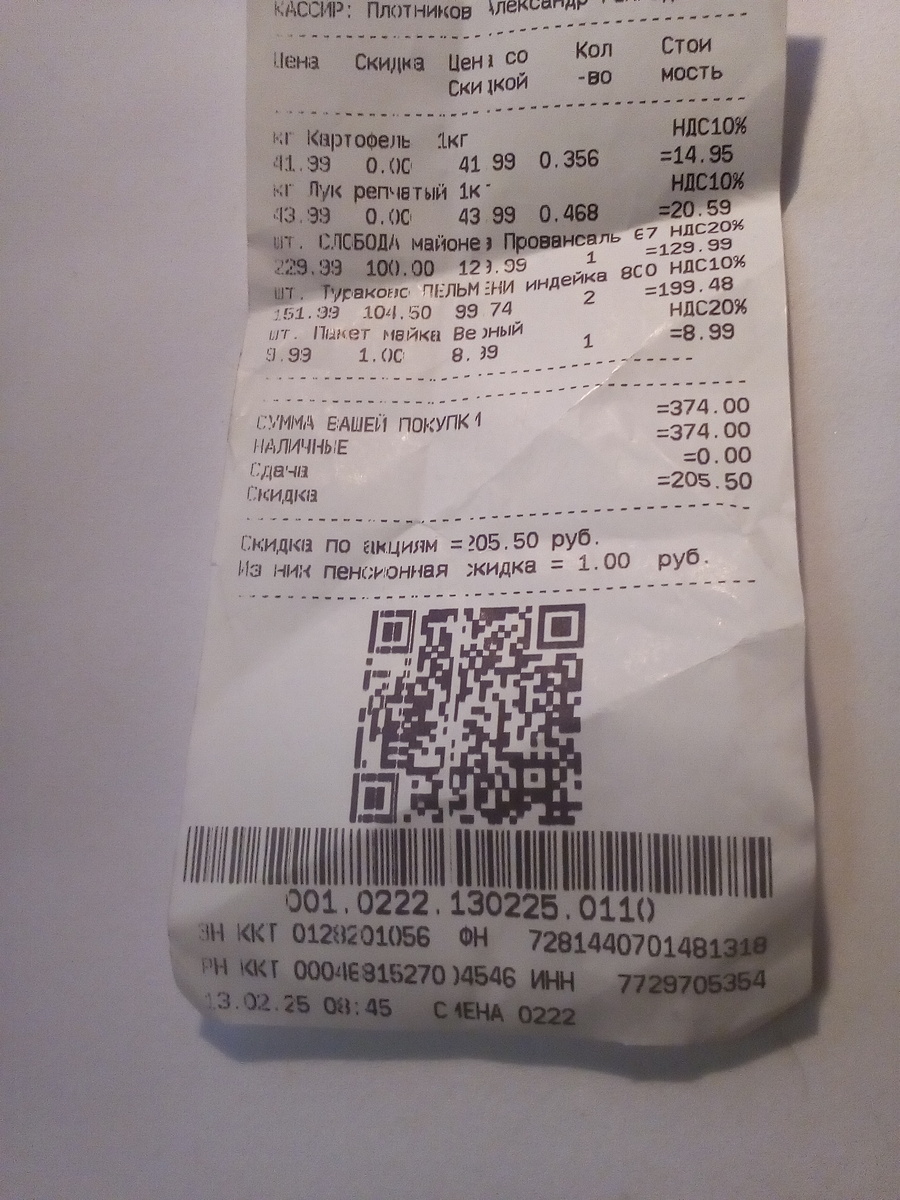 КАССИР: Плотников Александр
Цена Скидка Цена со Кол Стои
Скидкой -во мость
кг Картофель 1кг НДС10%
41.99 0.00 41.99 0.356 =14.95
кг Лук репчатый 1кг НДС10%
43.99 0.00 43.99 0.468 =20.59
шт. СЛОБОДА майонез Провансаль 67 НДС20%
229.99 100.00 129.99 1 =129.99
шт. Тураково ПЕЛЬМЕНИ индейка 800 НДС10%
151.99 104.50 99.74 2 =199.48
шт. Пакет майка Верный НДС20%
9.99 1.00 8.99 1 =8.99
СУММА ВАШЕЙ ПОКУПКИ =374.00
НАЛИЧНЫЕ =374.00
Сдача =0.00
Скидка =205.50
Скидка по акциям =205.50 руб.
Из них пенсионная скидка = 1.00 руб.
001.0222.130225.0110
ЗН ККТ 0128201056 ФН 7281440701481318
РН ККТ ИНН 7729705354
13.02.25 08:45 СМЕНА 0222